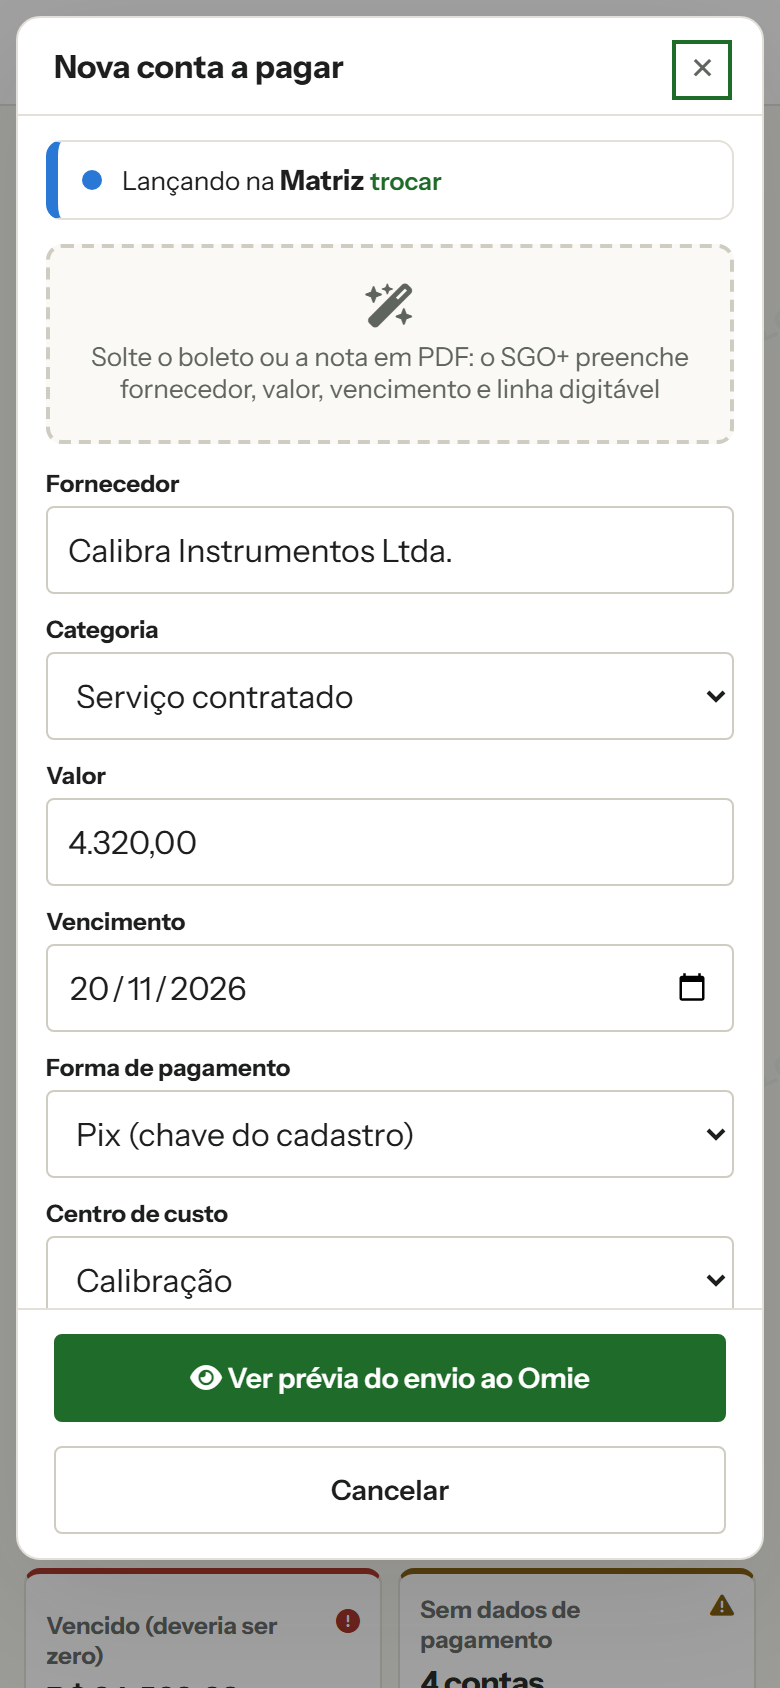 Nova conta a pagar
Lançando na Matriz trocar
Solte o boleto ou a nota em PDF: o SGO+ preenche
fornecedor, valor, vencimento e linha digitável
Fornecedor
Calibra Instrumentos Ltda.
Categoria
Serviço contratado
Valor
4.320,00
Vencimento
20/11/2026
Forma de pagamento
Pix (chave do cadastro)
Centro de custo
Calibração
Ver prévia do envio ao Omie
Cancelar
Vencido (deveria ser
zero)
Sem dados de
pagamento
4 contas